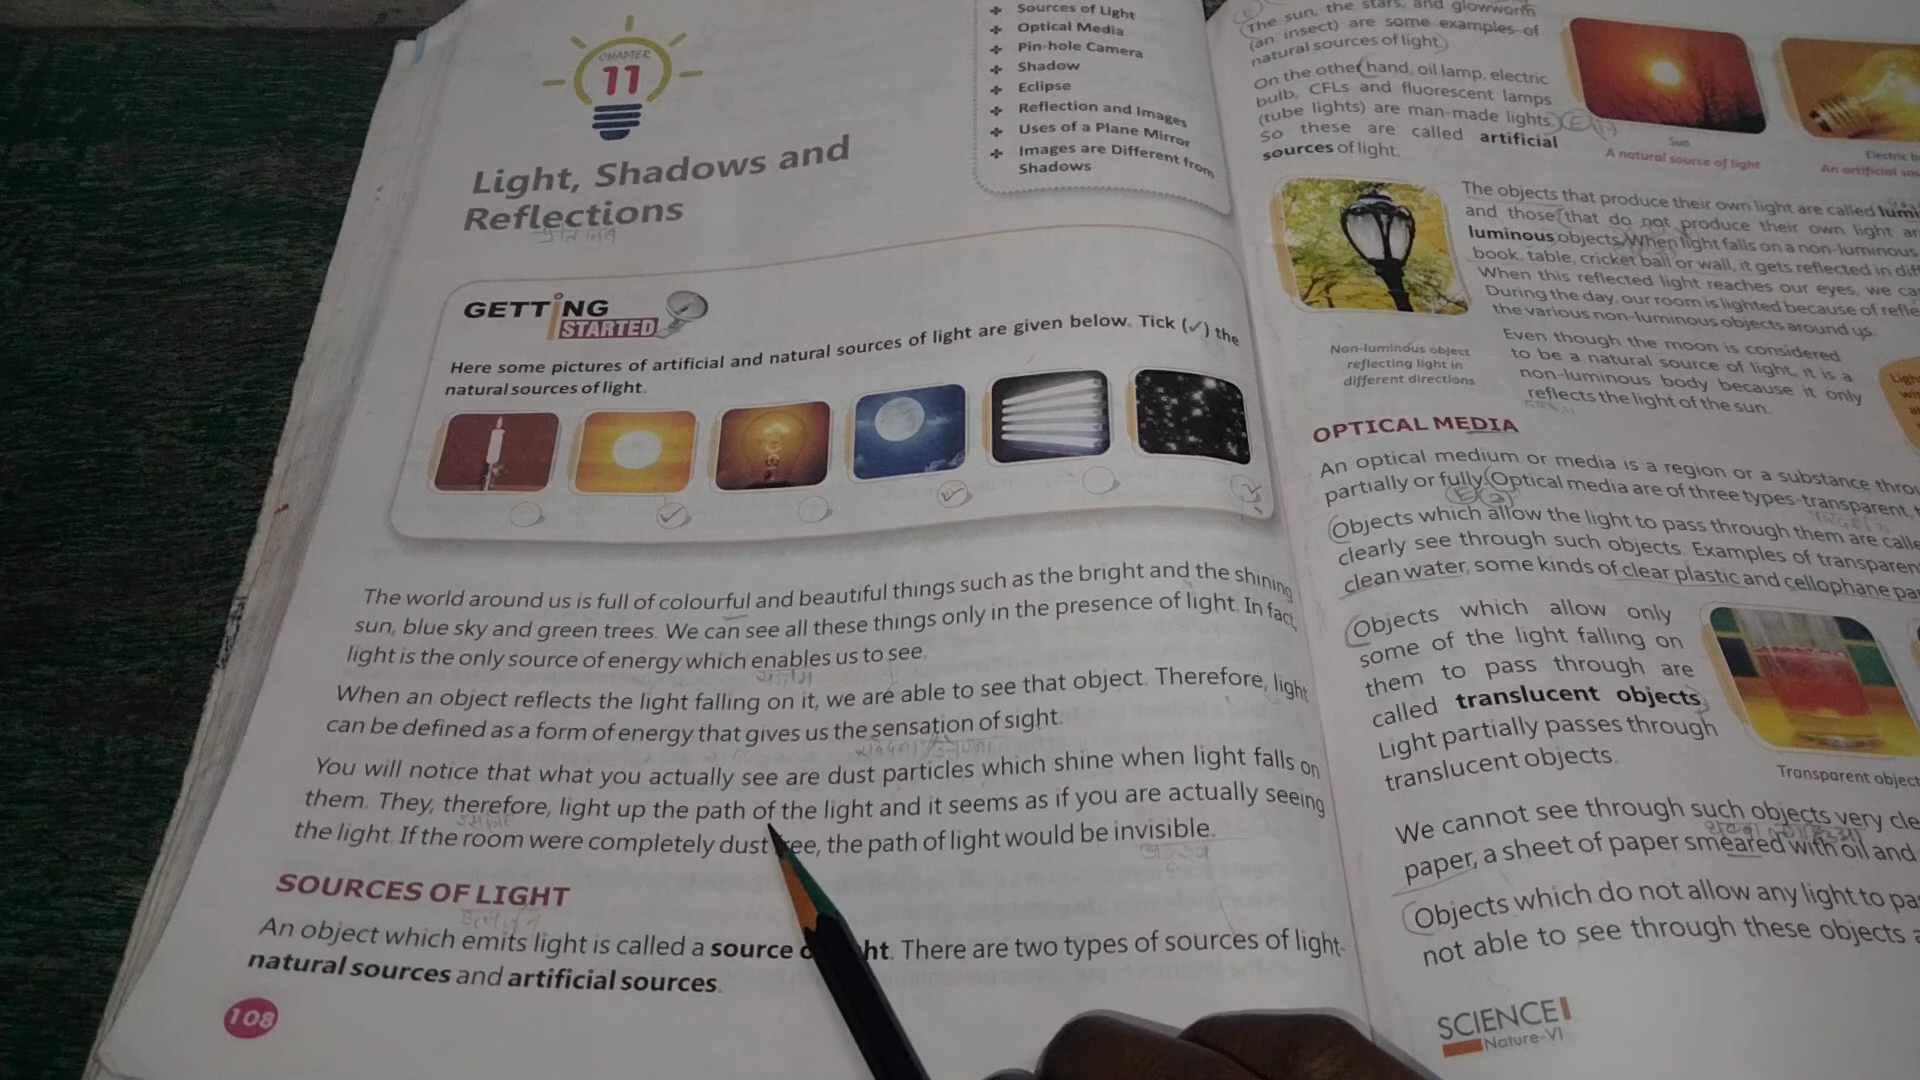 CHAPTER
11
Light, Shadows and
Reflections
Sources of Light
Optical Media
Pin-hole Camera
Shadow
Eclipse
Reflection and Images
Uses of a Plane Mirror
Images are Different from
Shadows
GETTiNG
STARTED
Here some pictures of artificial and natural sources of light are given below. Tick (✓) the
natural sources of light.
The world around us is full of colourful and beautiful things such as the bright and the shining
sun, blue sky and green trees. We can see all these things only in the presence of light. In fact,
light is the only source of energy which enables us to see.
When an object reflects the light falling on it, we are able to see that object. Therefore, light
can be defined as a form of energy that gives us the sensation of sight.
You will notice that what you actually see are dust particles which shine when light falls on
them. They, therefore, light up the path of the light and it seems as if you are actually seeing
the light. If the room were completely dust ee, the path of light would be invisible.
अदृश्य
SOURCES OF LIGHT
An object which emits light is called a source o ht. There are two types of sources of light-
natural sources and artificial sources.
108
The sun, the stars, and glowworm
(an insect) are some examples of
natural sources of light.
On the other hand, oil lamp, electric
bulb, CFLs and fluorescent lamps
(tube lights) are man-made lights.
So these are called artificial
sources of light.
Sun
A natural source of light
Electric b
An artificial sou
The objects that produce their own light are called lumi
and those that do not produce their own light ar
luminous objects. When light falls on a non-luminous
book, table, cricket ball or wall, it gets reflected in diff
When this reflected light reaches our eyes, we ca
During the day, our room is lighted because of refle
the various non-luminous objects around us.
Non-luminous object
reflecting light in
different directions
Even though the moon is considered
to be a natural source of light, it is a
non-luminous body because it only
reflects the light of the sun.
Ligh
wit
OPTICAL MEDIA
An optical medium or media is a region or a substance throu
partially or fully. Optical media are of three types-transparent, t
Objects which allow the light to pass through them are calle
clearly see through such objects. Examples of transparen
clean water, some kinds of clear plastic and cellophane pa
Objects which allow only
some of the light falling on
them to pass through are
called translucent objects.
Light partially passes through
translucent objects.
Transparent object
We cannot see through such objects very cle
paper, a sheet of paper smeared with oil and
Objects which do not allow any light to pa
not able to see through these objects a
SCIENCE
Nature-VI